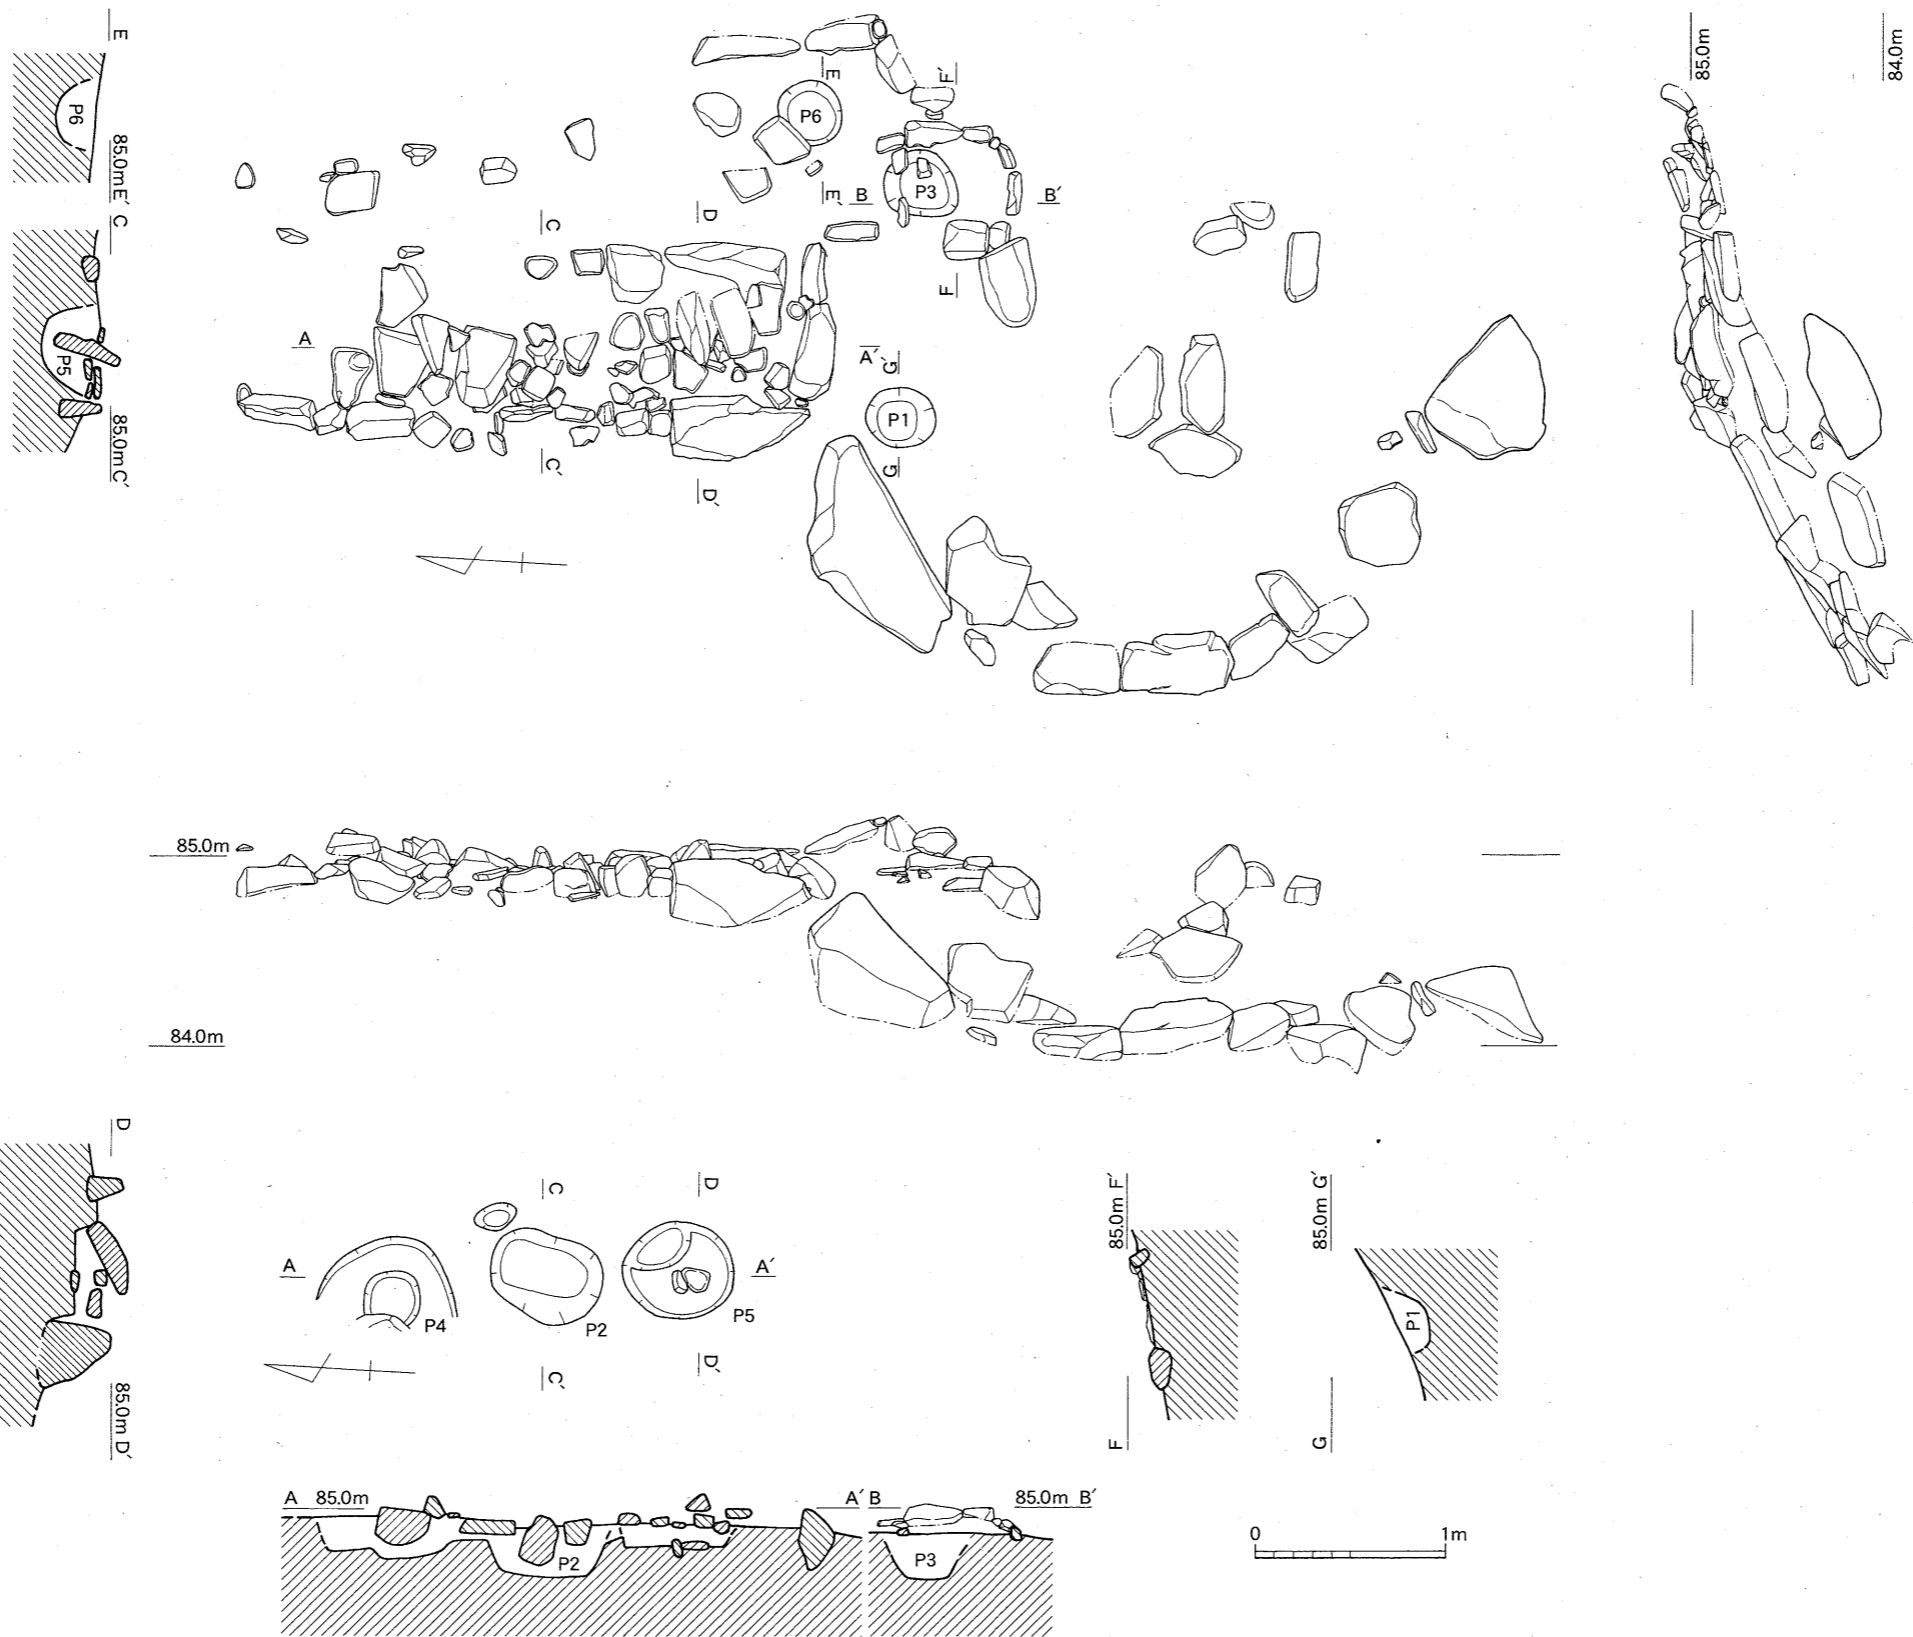 E
P6
85.0m E′
C
P5
85.0m C′
E
P6
E′
F′
P3
B
B′
F
C
D
A
A′
G′
P1
G
C′
D′
85.0m
84.0m
85.0m
84.0m
D
85.0m D′
C
D
A
A′
P4
P2
P5
C′
D′
85.0m F′
F
85.0m G′
P1
G
A 85.0m
A′
P2
B
85.0m B′
P3
0
1m